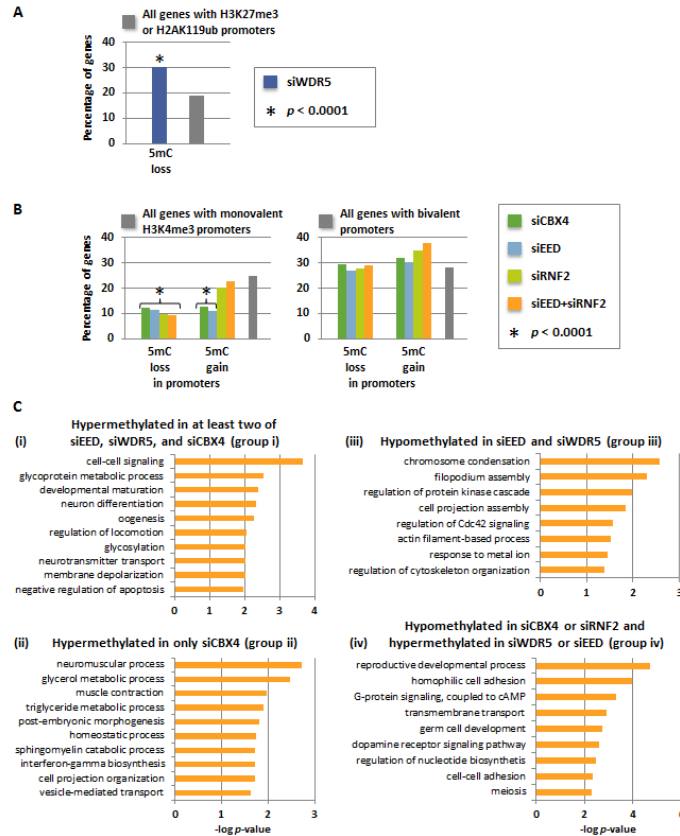 A
All genes with H3K27me3
or H2AK119ub promoters
Percentage of genes
40
30
20
10
0
*
5mC
loss
siWDR5
* p < 0.0001
B
All genes with monovalent
H3K4me3 promoters
Percentage of genes
40
30
20
10
0
*
*
5mC
loss
5mC
gain
in promoters
All genes with bivalent
promoters
40
30
20
10
0
5mC
loss
5mC
gain
in promoters
siCBX4
siEED
siRNF2
siEED+siRNF2
* p < 0.0001
C
Hypermethylated in at least two of
(i) siEED, siWDR5, and siCBX4 (group i)
cell-cell signaling
glycoprotein metabolic process
developmental maturation
neuron differentiation
oogenesis
regulation of locomotion
glycosylation
neurotransmitter transport
membrane depolarization
negative regulation of apoptosis
0 1 2 3 4
(ii) Hypermethylated in only siCBX4 (group ii)
neuromuscular process
glycerol metabolic process
muscle contraction
triglyceride metabolic process
post-embryonic morphogenesis
homeostatic process
sphingomyelin catabolic process
interferon-gamma biosynthesis
cell projection organization
vesicle-mediated transport
0 1 2 3
-log p-value
(iii) Hypomethylated in siEED and siWDR5 (group iii)
chromosome condensation
filopodium assembly
regulation of protein kinase cascade
cell projection assembly
regulation of Cdc42 signaling
actin filament-based process
response to metal ion
regulation of cytoskeleton organization
0 1 2 3
Hypomethylated in siCBX4 or siRNF2 and
(iv) hypermethylated in siWDR5 or siEED (group iv)
reproductive developmental process
homophilic cell adhesion
G-protein signaling, coupled to cAMP
transmembrane transport
germ cell development
dopamine receptor signaling pathway
regulation of nucleotide biosynthetis
cell-cell adhesion
meiosis
0 2 4 6
-log p-value